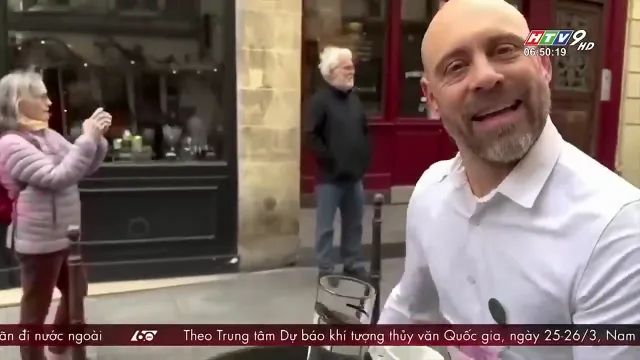 HTV9 HD
06:50:19
ăn đi nước ngoài 60 Theo Trung tâm Dự báo khí tượng thủy văn Quốc gia, ngày 25-26/3, Nam